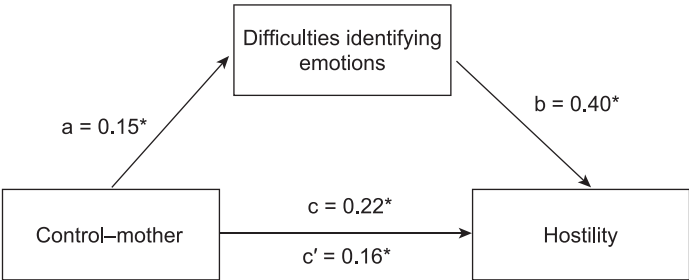 Difficulties identifying
emotions
a = 0.15*
b = 0.40*
c = 0.22*
Control–mother
Hostility
c′ = 0.16*